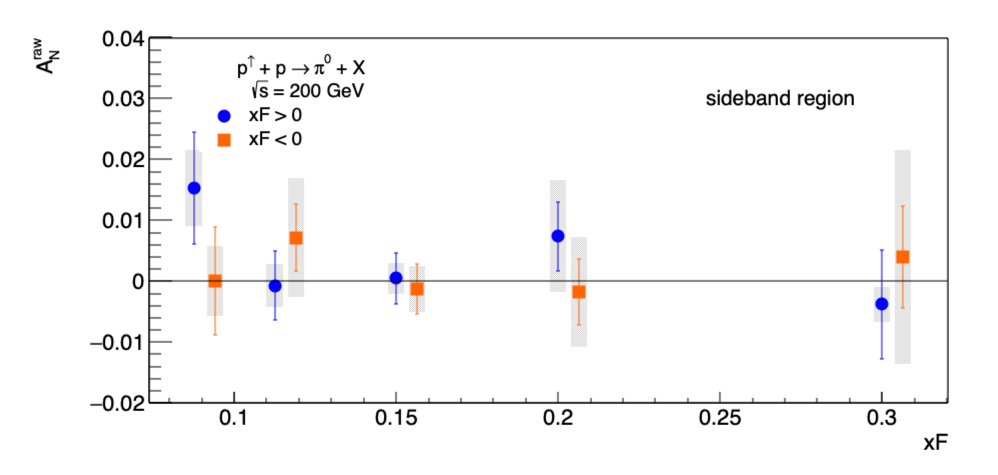 0.04
A_N^raw
p↑ + p → π⁰ + X
√s = 200 GeV
xF > 0
xF < 0
sideband region
0.03
0.02
0.01
0
−0.01
−0.02
0.1 0.15 0.2 0.25 0.3
xF